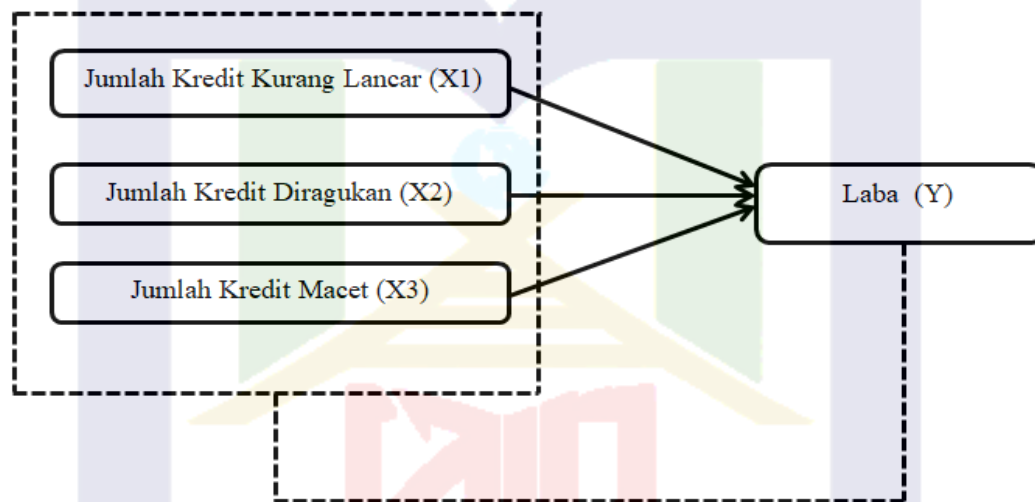 Jumlah Kredit Kurang Lancar (X1)
Jumlah Kredit Diragukan (X2)
Laba (Y)
Jumlah Kredit Macet (X3)